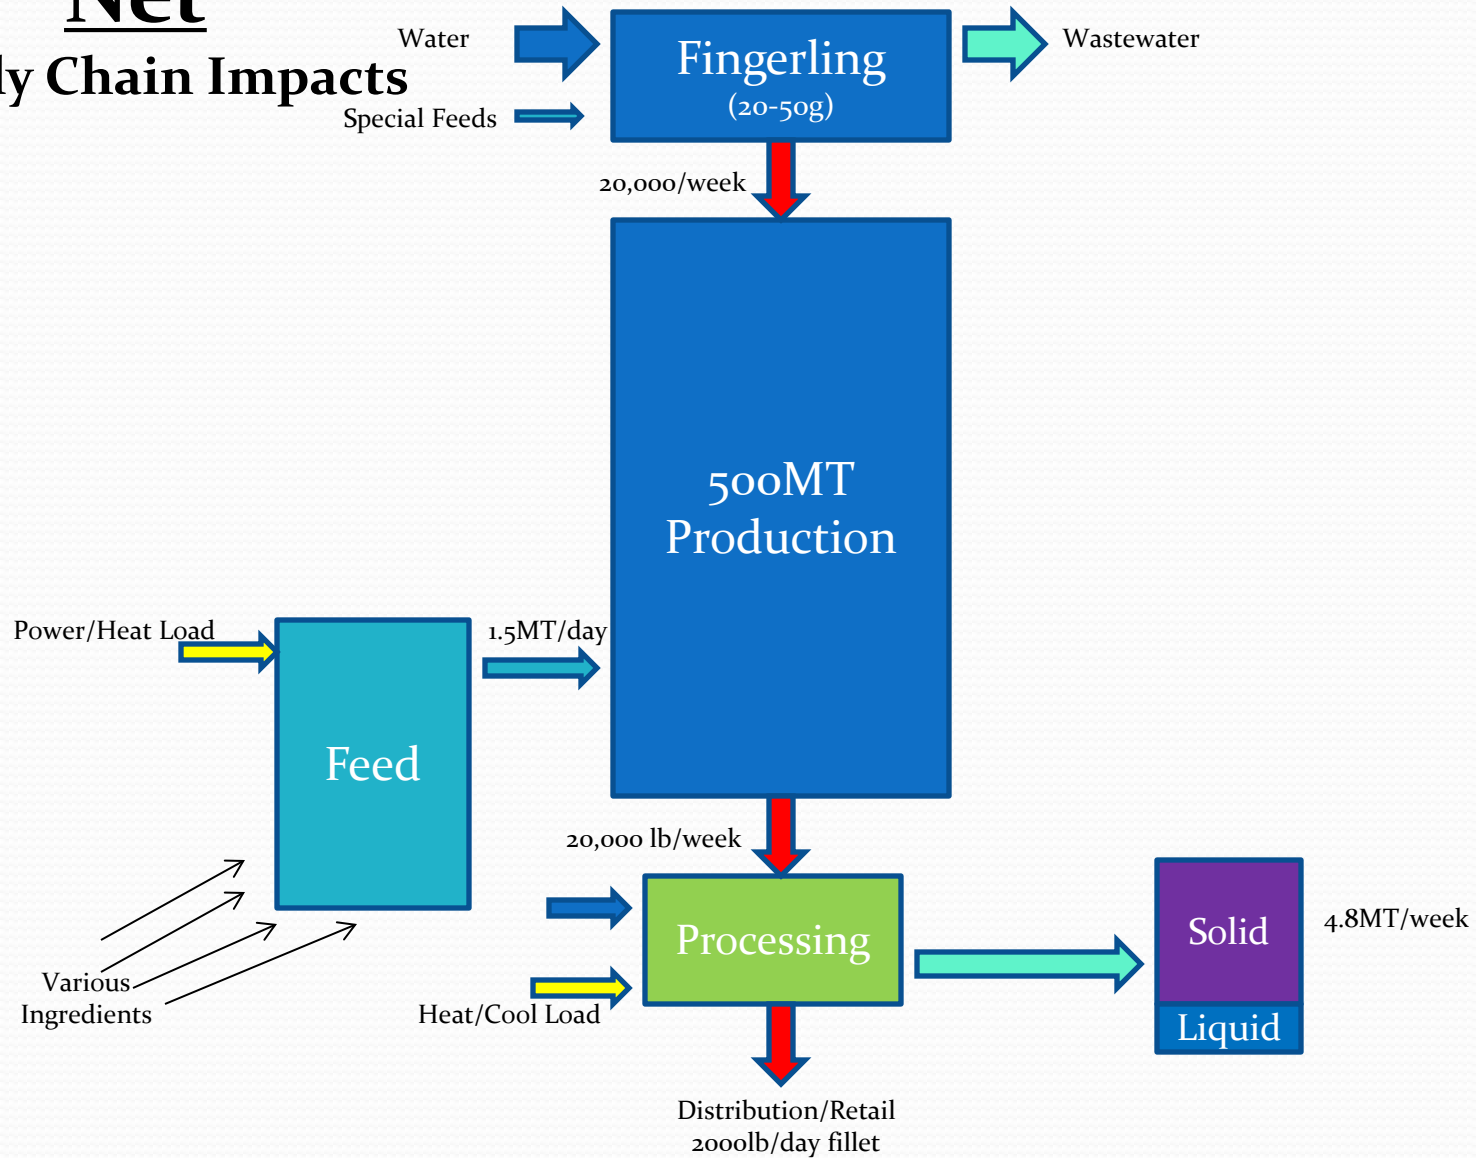 Net
ly Chain Impacts
Water
Special Feeds
Fingerling
(20-50g)
Wastewater
20,000/week
500MT
Production
Power/Heat Load
1.5MT/day
Feed
Various
Ingredients
20,000 lb/week
Processing
Heat/Cool Load
Solid
Liquid
4.8MT/week
Distribution/Retail
2000lb/day fillet